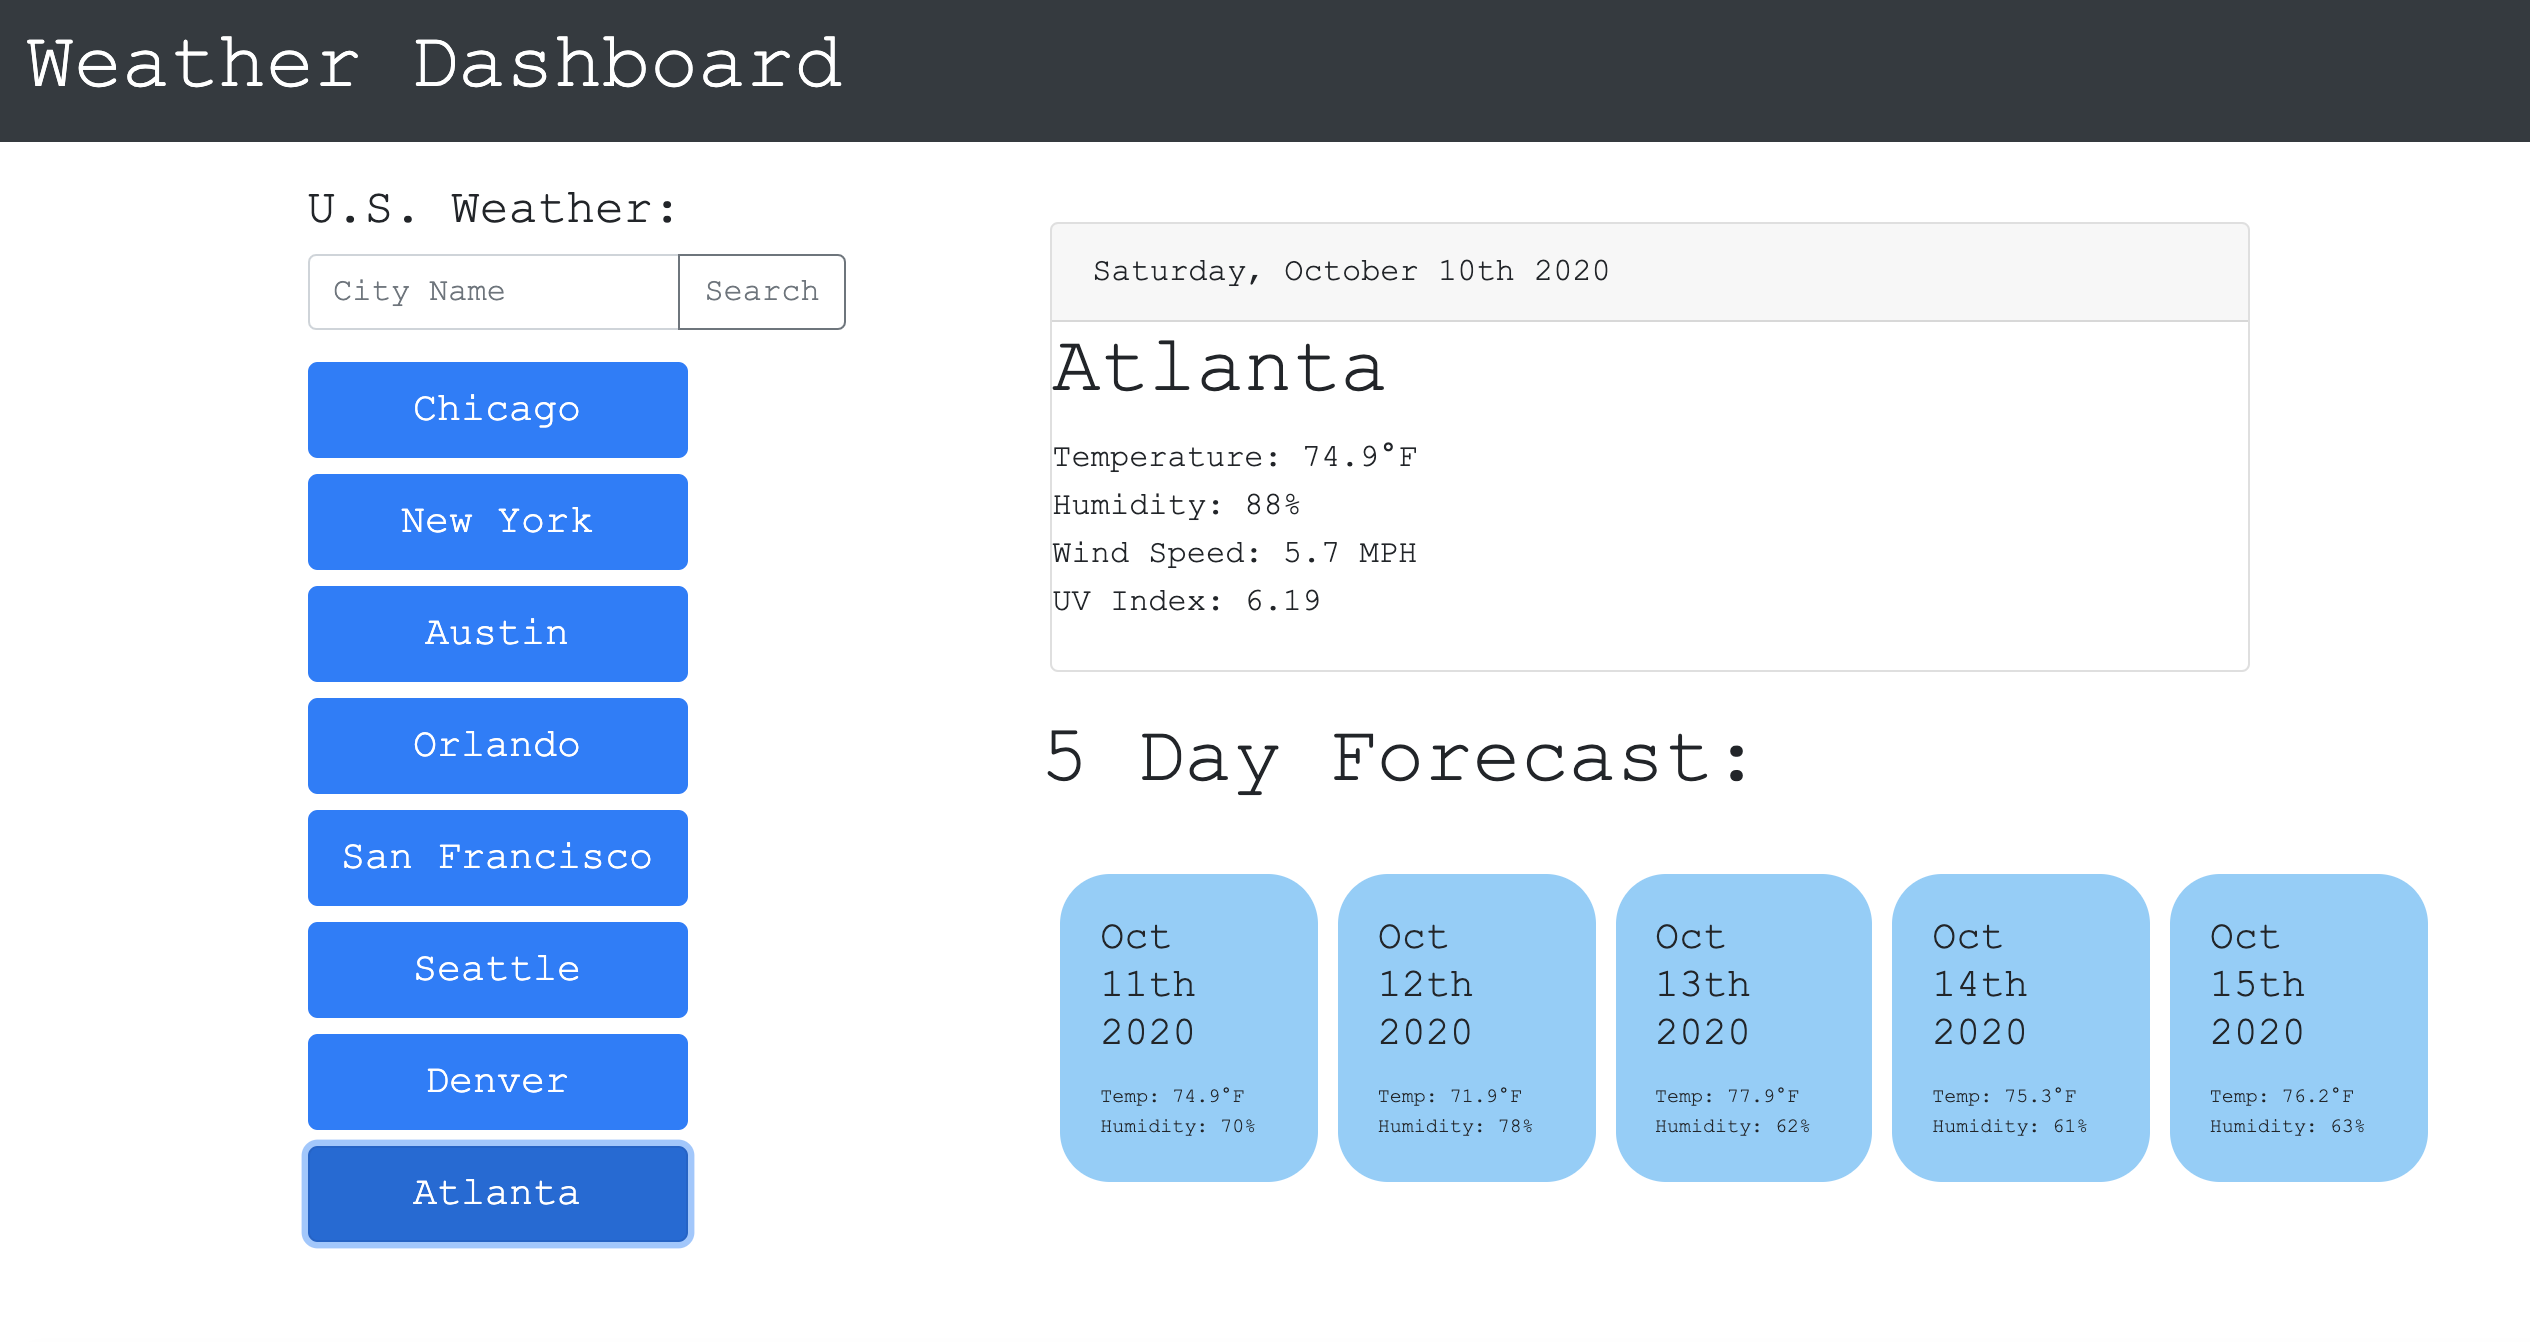 Weather Dashboard
U.S. Weather:
City Name
Search
Chicago
New York
Austin
Orlando
San Francisco
Seattle
Denver
Atlanta
Saturday, October 10th 2020
Atlanta
Temperature: 74.9°F
Humidity: 88%
Wind Speed: 5.7 MPH
UV Index: 6.19
5 Day Forecast:
Oct
11th
2020
Temp: 74.9°F
Humidity: 70%
Oct
12th
2020
Temp: 71.9°F
Humidity: 78%
Oct
13th
2020
Temp: 77.9°F
Humidity: 62%
Oct
14th
2020
Temp: 75.3°F
Humidity: 61%
Oct
15th
2020
Temp: 76.2°F
Humidity: 63%